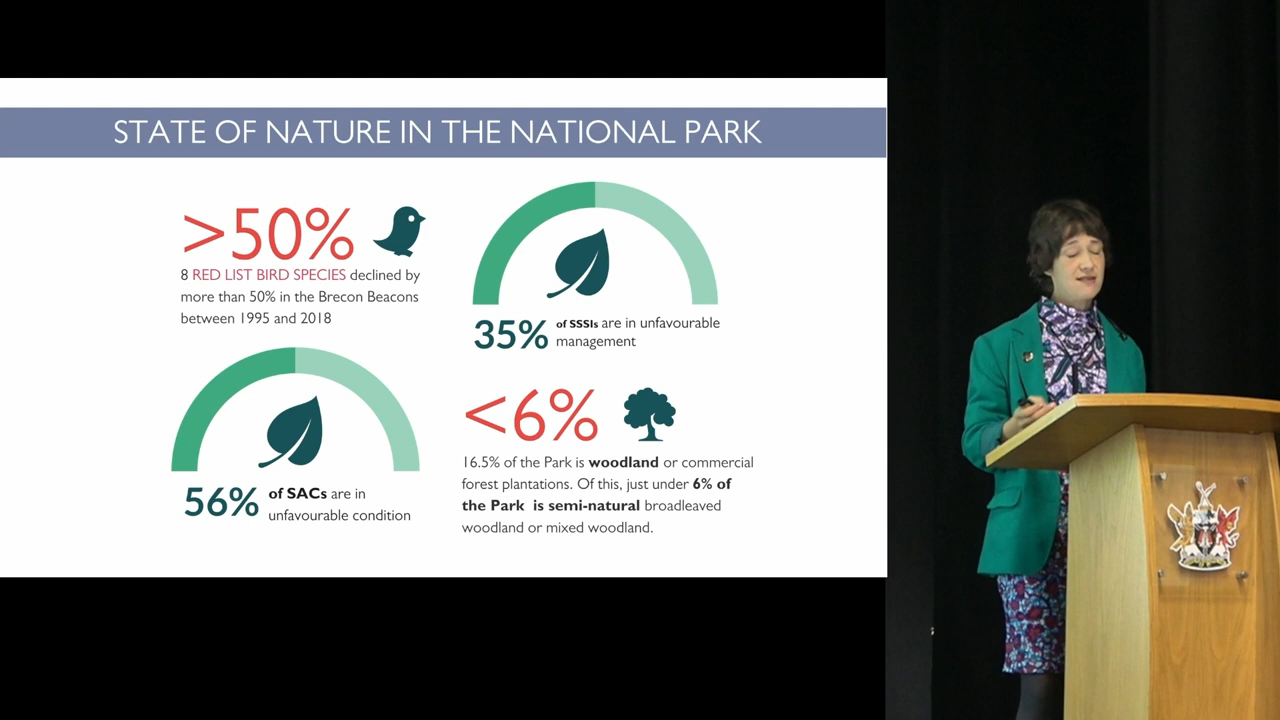 STATE OF NATURE IN THE NATIONAL PARK
>50%
8 RED LIST BIRD SPECIES declined by
more than 50% in the Brecon Beacons
between 1995 and 2018
35% of SSSIs are in unfavourable
management
56% of SACs are in
unfavourable condition
<6%
16.5% of the Park is woodland or commercial
forest plantations. Of this, just under 6% of
the Park is semi-natural broadleaved
woodland or mixed woodland.